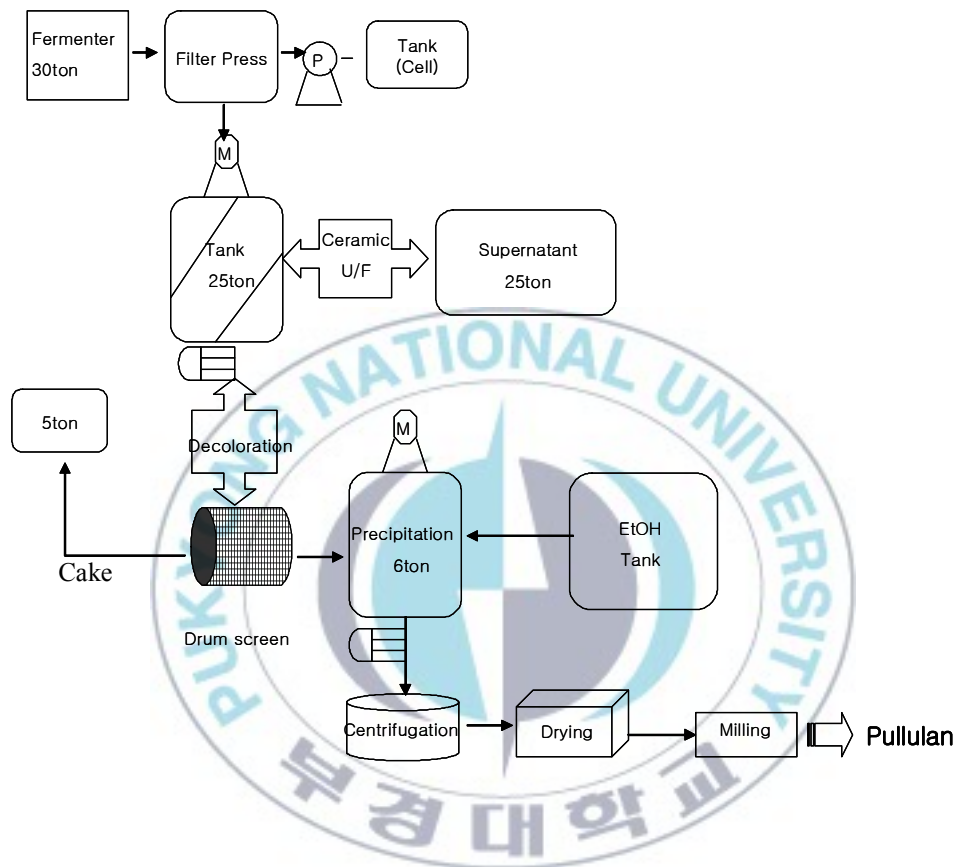 Fermenter
30ton
Filter Press
P
Tank
(Cell)
M
Tank
25ton
Ceramic
U/F
Supernatant
25ton
5ton
Decoloration
M
Precipitation
6ton
EtOH
Tank
Cake
Drum screen
Centrifugation
Drying
Milling
Pullulan
PUKYONG NATIONAL UNIVERSITY
부경대학교